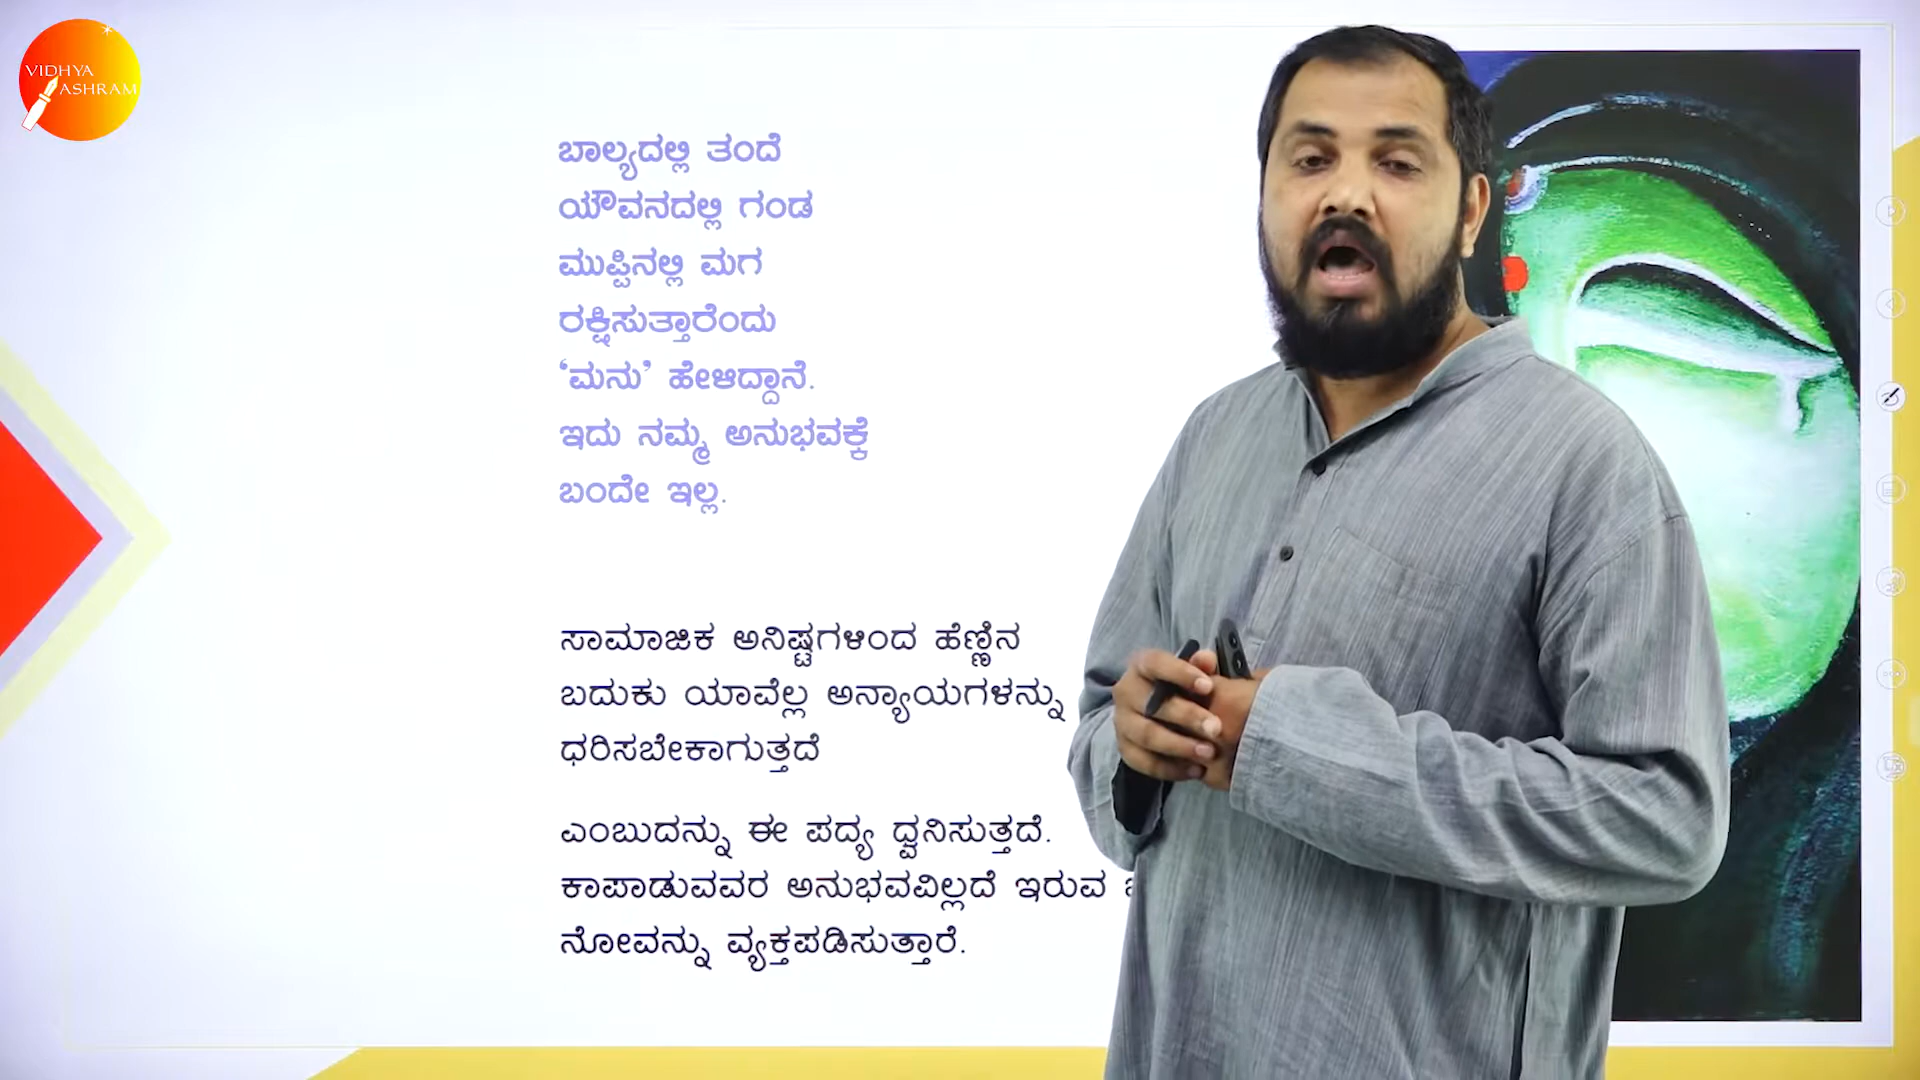 VIDHYA
ASHRAM
ಬಾಲ್ಯದಲ್ಲಿ ತಂದೆ
ಯೌವನದಲ್ಲಿ ಗಂಡ
ಮುಪ್ಪಿನಲ್ಲಿ ಮಗ
ರಕ್ಷಿಸುತ್ತಾರೆಂದು
‘ಮನು’ ಹೇಳಿದ್ದಾನೆ.
ಇದು ನಮ್ಮ ಅನುಭವಕ್ಕೆ
ಬಂದೇ ಇಲ್ಲ.
ಸಾಮಾಜಿಕ ಅನಿಷ್ಟಗಳಿಂದ ಹೆಣ್ಣಿನ
ಬದುಕು ಯಾವೆಲ್ಲ ಅನ್ಯಾಯಗಳನ್ನು
ಧರಿಸಬೇಕಾಗುತ್ತದೆ
ಎಂಬುದನ್ನು ಈ ಪದ್ಯ ಧ್ವನಿಸುತ್ತದೆ.
ಕಾಪಾಡುವವರ ಅನುಭವವಿಲ್ಲದೆ ಇರುವ
ನೋವನ್ನು ವ್ಯಕ್ತಪಡಿಸುತ್ತಾರೆ.